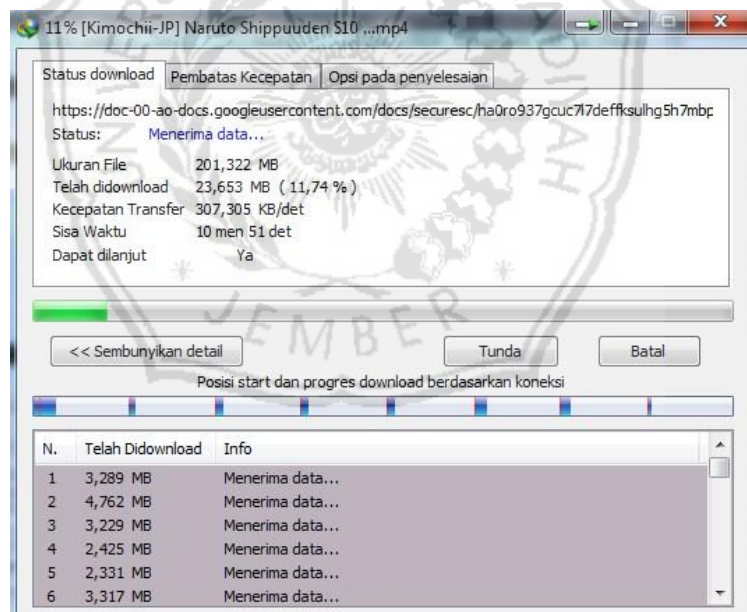 11% [Kimochii-JP] Naruto Shippuuden S10 ...mp4
Status download Pembatas Kecepatan Opsi pada penyelesaian
https://doc-00-ao-docs.googleusercontent.com/docs/securesc/ha0ro937gcuc7l7deffksulhg5h7mbp
Status: Menerima data...
Ukuran File 201,322 MB
Telah didownload 23,653 MB ( 11,74 % )
Kecepatan Transfer 307,305 KB/det
Sisa Waktu 10 men 51 det
Dapat dilanjut Ya
JEMBER
<< Sembunyikan detail Tunda Batal
Posisi start dan progres download berdasarkan koneksi
N. Telah Didownload Info
1 3,289 MB Menerima data...
2 4,762 MB Menerima data...
3 3,229 MB Menerima data...
4 2,425 MB Menerima data...
5 2,331 MB Menerima data...
6 3,317 MB Menerima data...